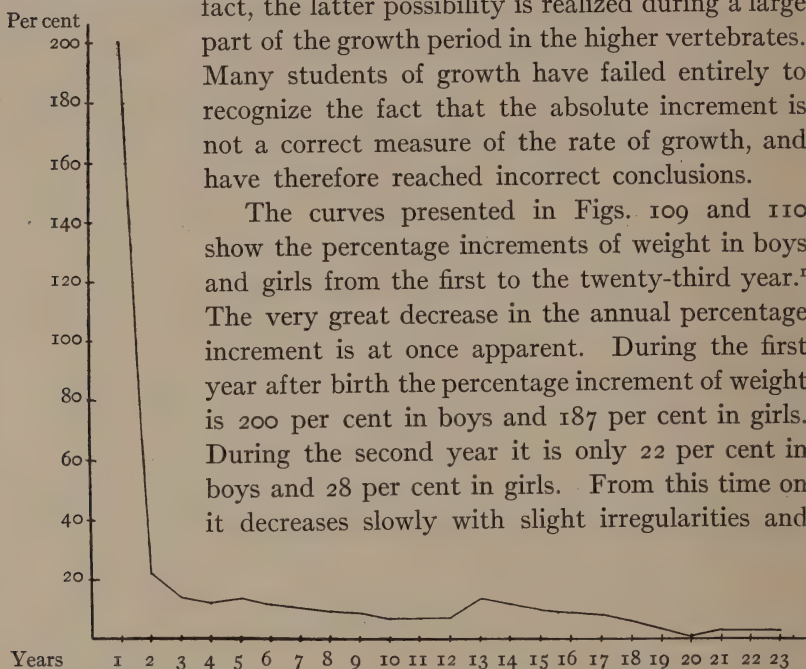 fact, the latter possibility is realized during a large
part of the growth period in the higher vertebrates.
Many students of growth have failed entirely to
recognize the fact that the absolute increment is
not a correct measure of the rate of growth, and
have therefore reached incorrect conclusions.
The curves presented in Figs. 109 and 110
show the percentage increments of weight in boys
and girls from the first to the twenty-third year.¹
The very great decrease in the annual percentage
increment is at once apparent. During the first
year after birth the percentage increment of weight
is 200 per cent in boys and 187 per cent in girls.
During the second year it is only 22 per cent in
boys and 28 per cent in girls. From this time on
it decreases slowly with slight irregularities and
Per cent
200
180
160
140
120
100
80
60
40
20
Years 1 2 3 4 5 6 7 8 9 10 11 12 13 14 15 16 17 18 19 20 21 22 23